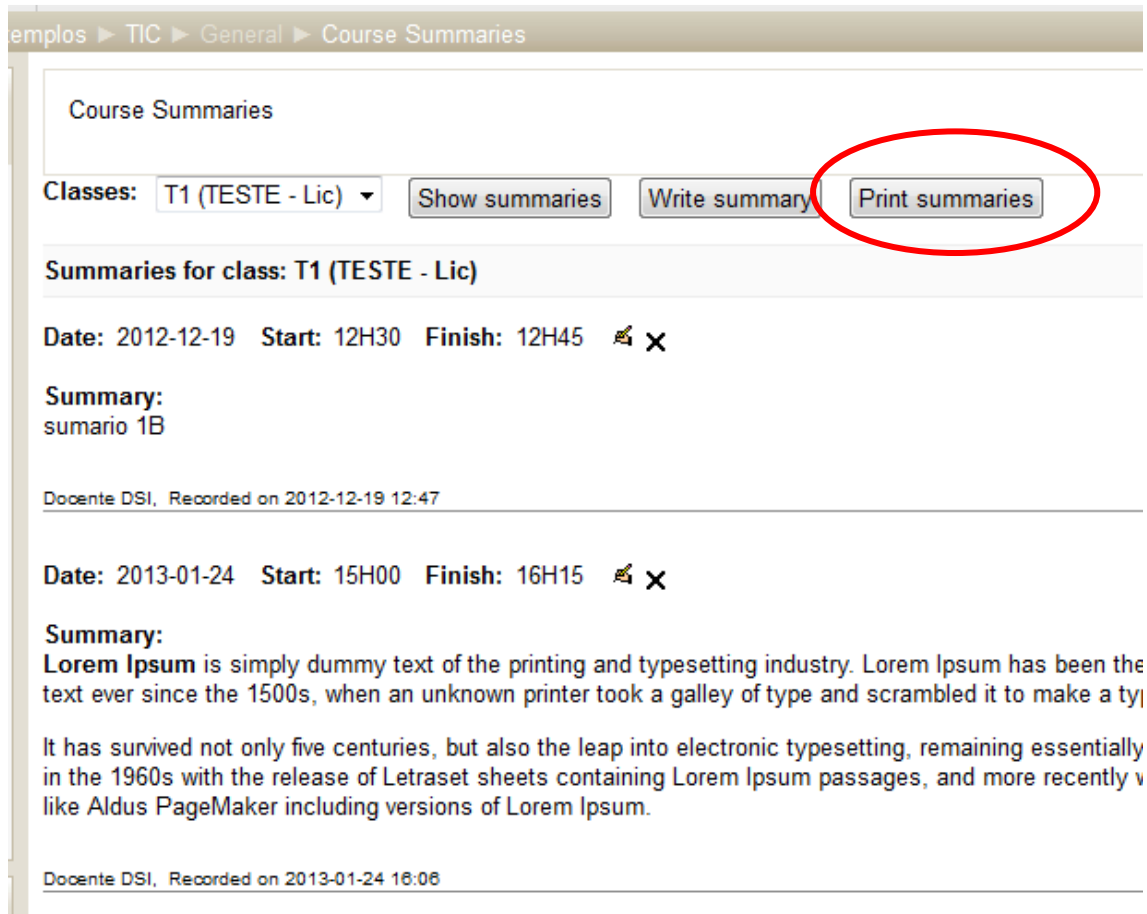 emplos ► TIC ► General ► Course Summaries
Course Summaries
Classes: T1 (TESTE - Lic) Show summaries Write summary Print summaries
Summaries for class: T1 (TESTE - Lic)
Date: 2012-12-19 Start: 12H30 Finish: 12H45
Summary:
sumario 1B
Docente DSI, Recorded on 2012-12-19 12:47
Date: 2013-01-24 Start: 15H00 Finish: 16H15
Summary:
Lorem Ipsum is simply dummy text of the printing and typesetting industry. Lorem Ipsum has been the
text ever since the 1500s, when an unknown printer took a galley of type and scrambled it to make a ty
It has survived not only five centuries, but also the leap into electronic typesetting, remaining essentially
in the 1960s with the release of Letraset sheets containing Lorem Ipsum passages, and more recently
like Aldus PageMaker including versions of Lorem Ipsum.
Docente DSI, Recorded on 2013-01-24 16:06